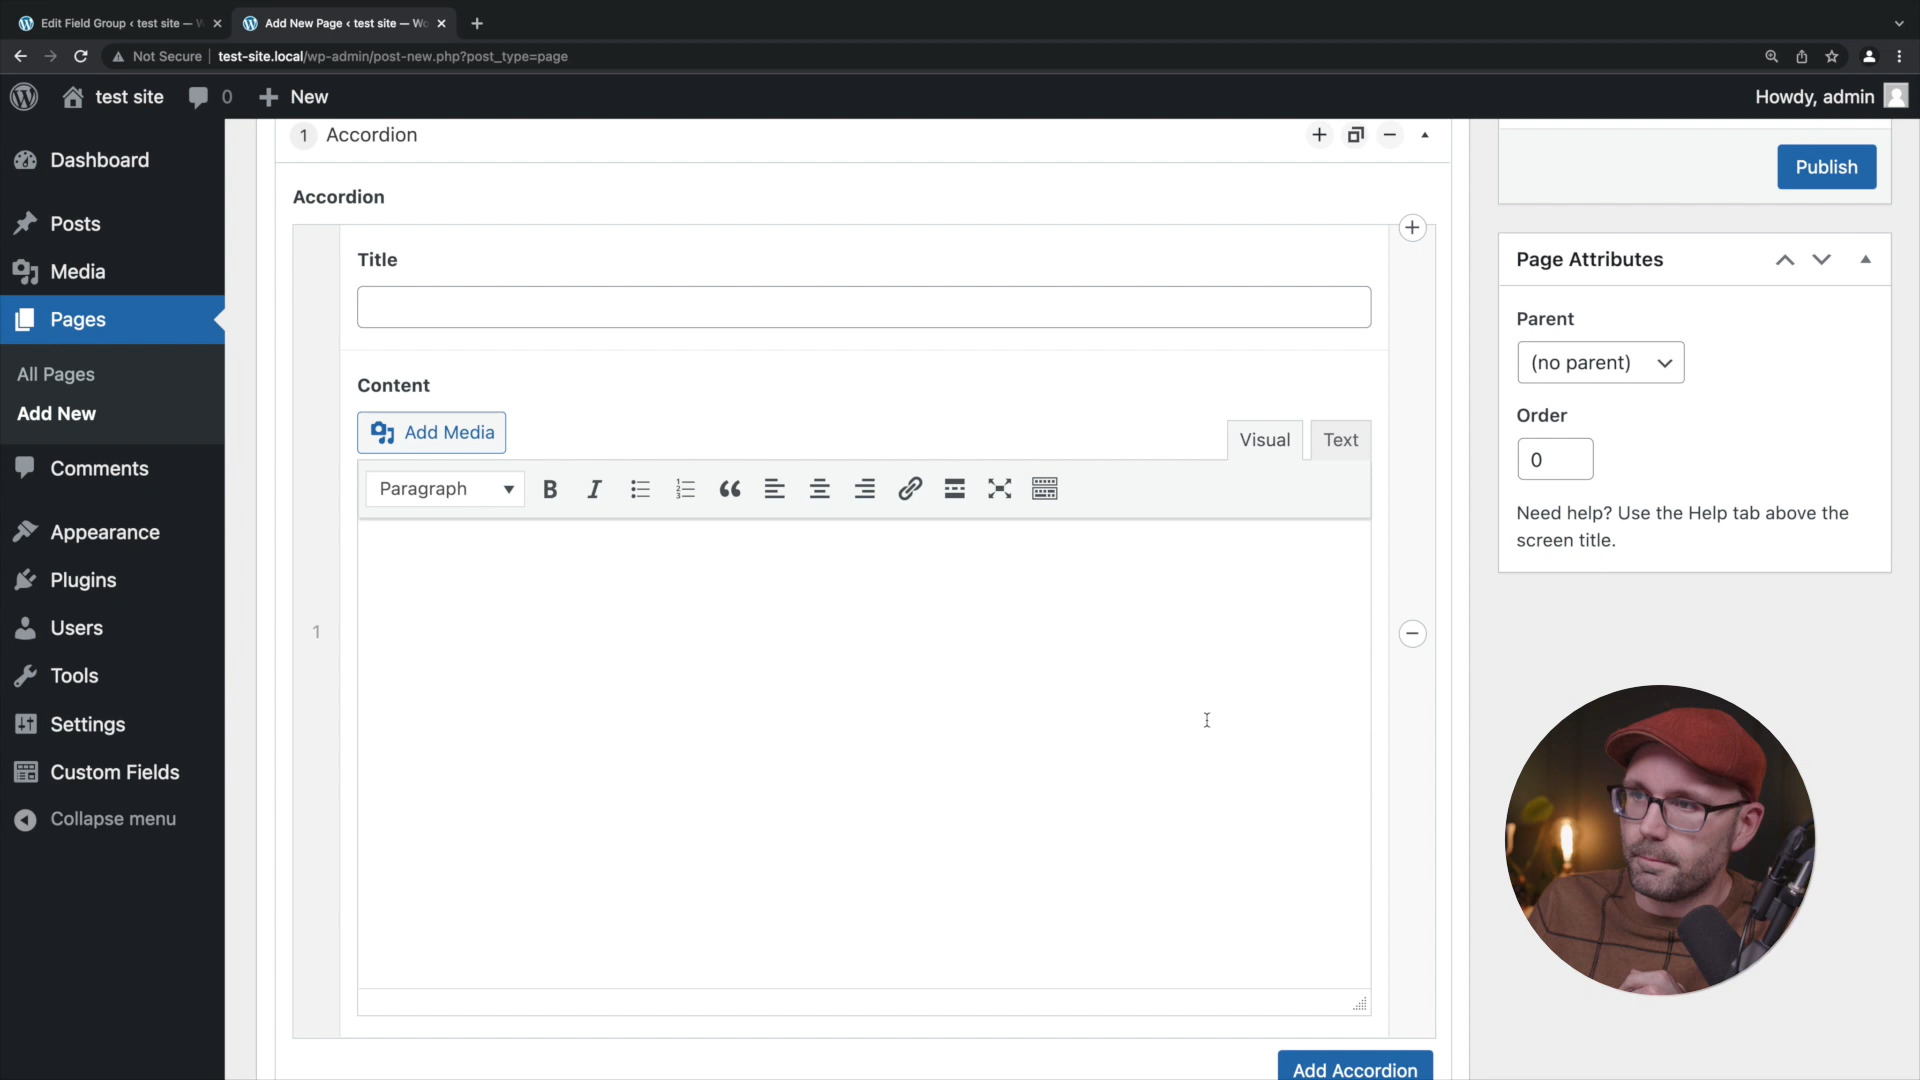 Edit Field Group ‹ test site — W
Add New Page ‹ test site — Wo
Not Secure
test-site.local/wp-admin/post-new.php?post_type=page
test site
0
New
Howdy, admin
Dashboard
Posts
Media
Pages
All Pages
Add New
Comments
Appearance
Plugins
Users
Tools
Settings
Custom Fields
Collapse menu
1 Accordion
Accordion
Title
Content
Add Media
Visual Text
Paragraph
1
Add Accordion
Publish
Page Attributes
Parent
(no parent)
Order
0
Need help? Use the Help tab above the
screen title.